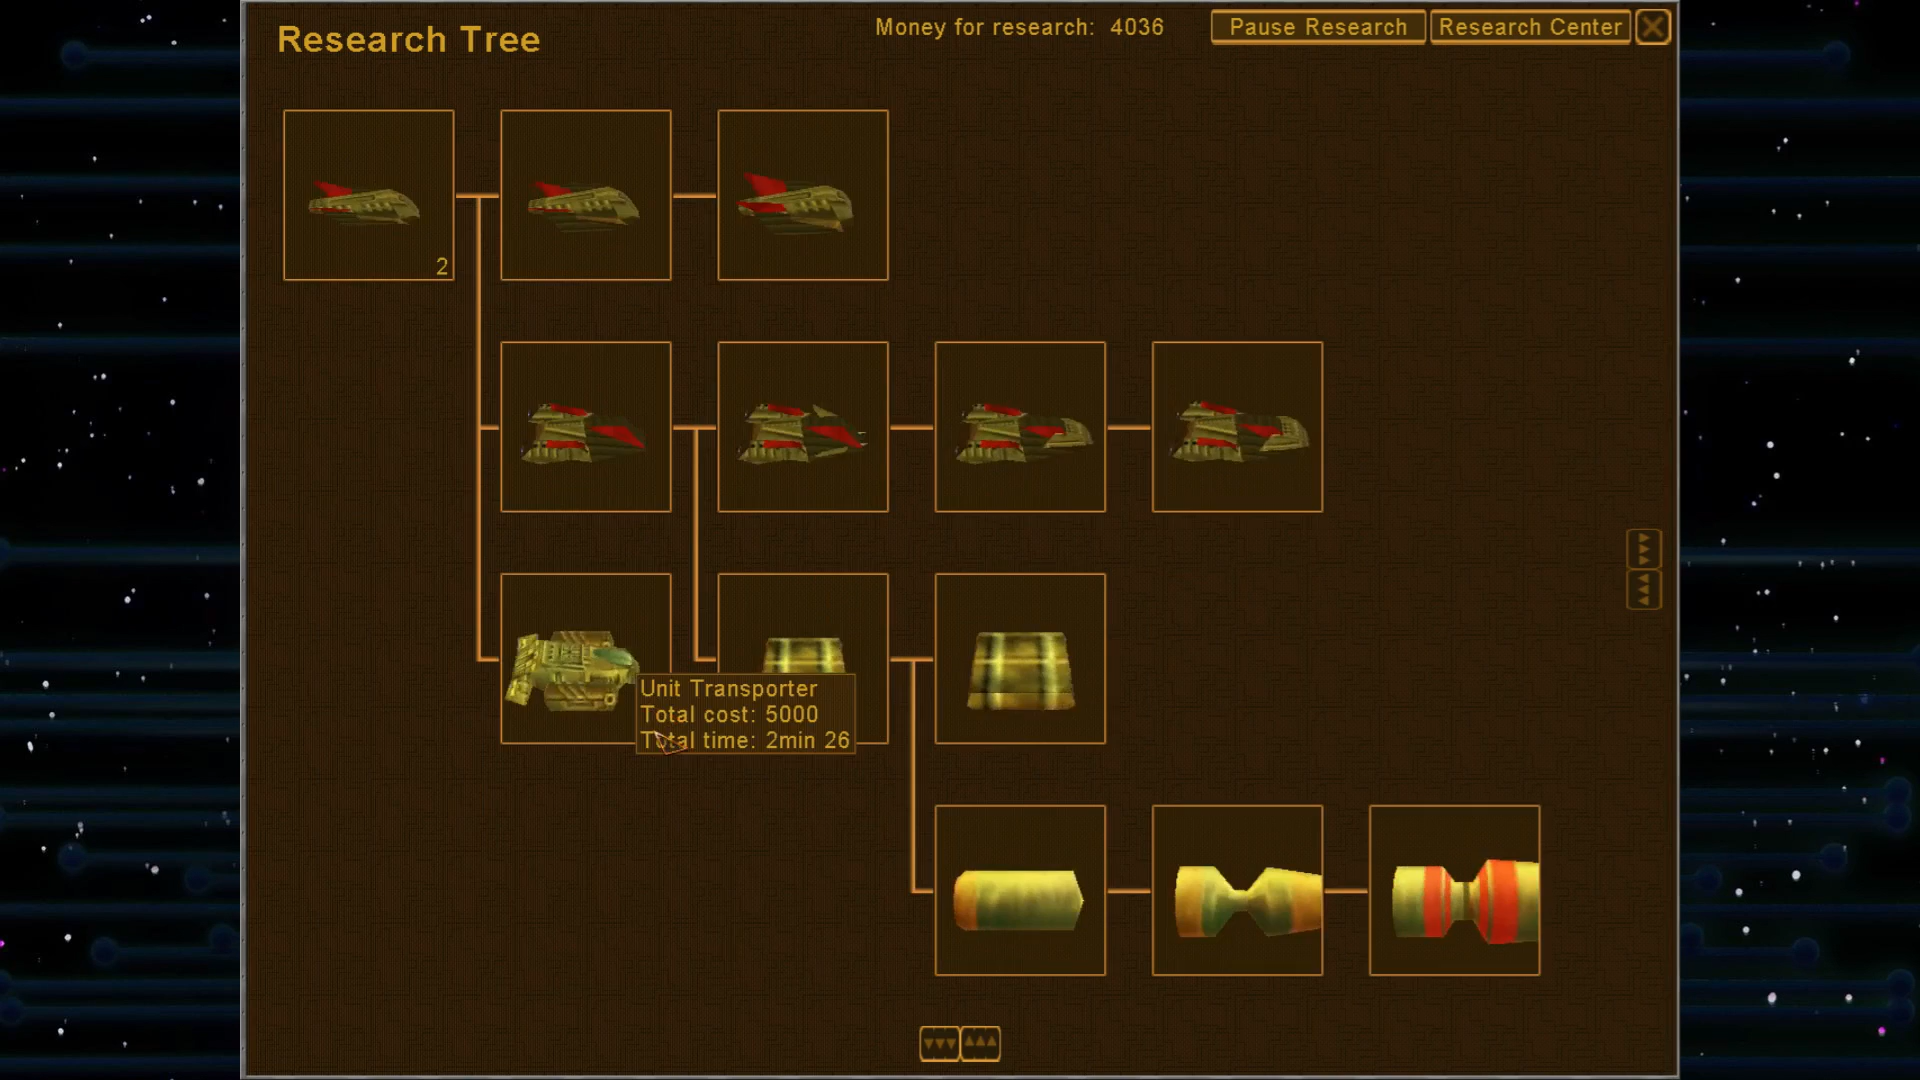 Research Tree
Money for research: 4036
Pause Research
Research Center
2
Unit Transporter
Total cost: 5000
Total time: 2min 26